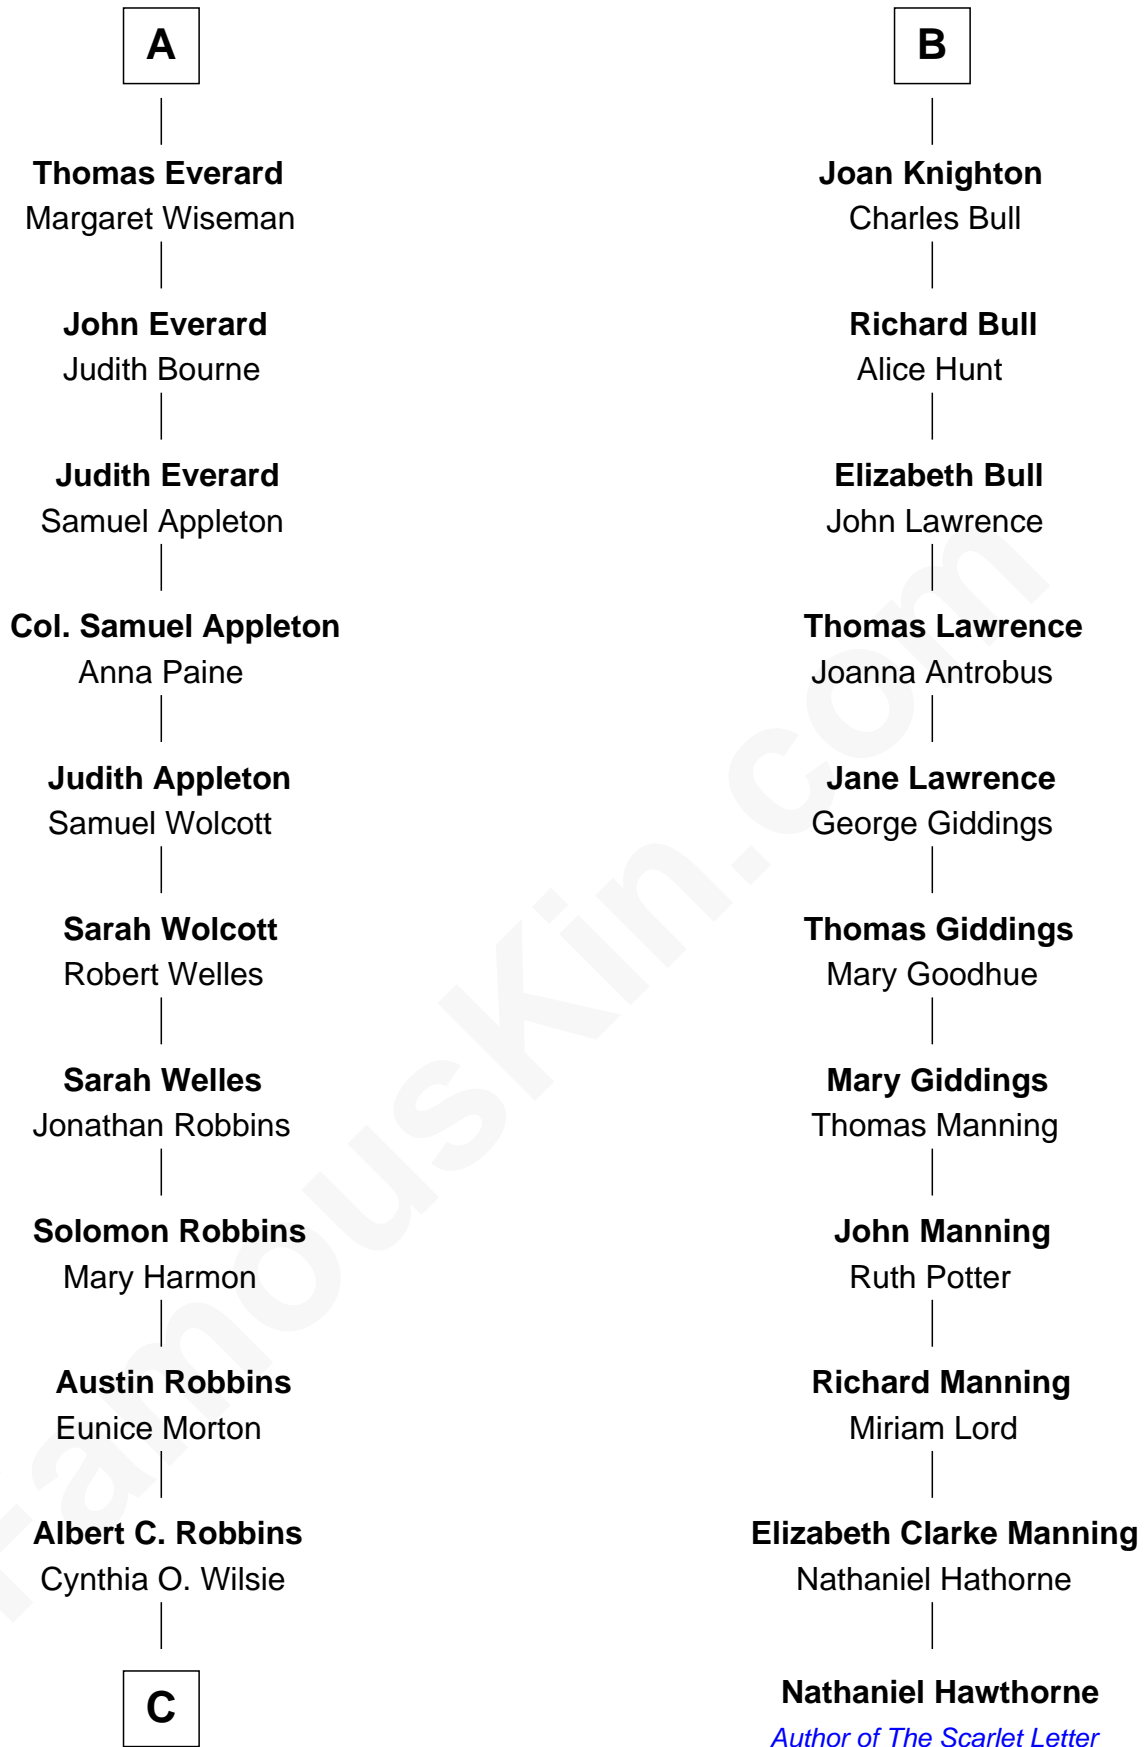 A
Thomas Everard
Margaret Wiseman
John Everard
Judith Bourne
Judith Everard
Samuel Appleton
Col. Samuel Appleton
Anna Paine
Judith Appleton
Samuel Wolcott
Sarah Wolcott
Robert Welles
Sarah Welles
Jonathan Robbins
Solomon Robbins
Mary Harmon
Austin Robbins
Eunice Morton
Albert C. Robbins
Cynthia O. Wilsie
C
B
Joan Knighton
Charles Bull
Richard Bull
Alice Hunt
Elizabeth Bull
John Lawrence
Thomas Lawrence
Joanna Antrobus
Jane Lawrence
George Giddings
Thomas Giddings
Mary Goodhue
Mary Giddings
Thomas Manning
John Manning
Ruth Potter
Richard Manning
Miriam Lord
Elizabeth Clarke Manning
Nathaniel Hathorne
Nathaniel Hawthorne
Author of The Scarlet Letter
FamousKin.com